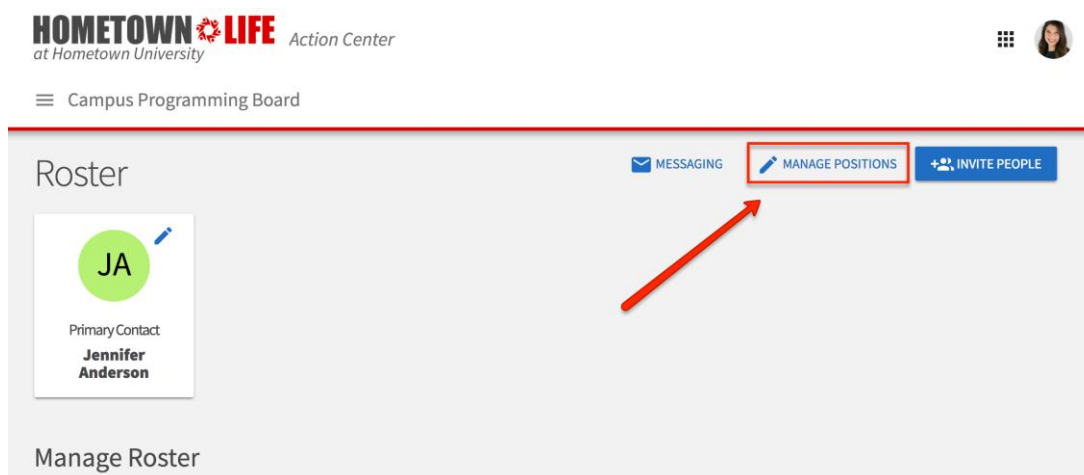 HOMETOWN LIFE Action Center
at Hometown University
Campus Programming Board
Roster
MESSAGING
MANAGE POSITIONS
INVITE PEOPLE
JA
Primary Contact
Jennifer
Anderson
Manage Roster